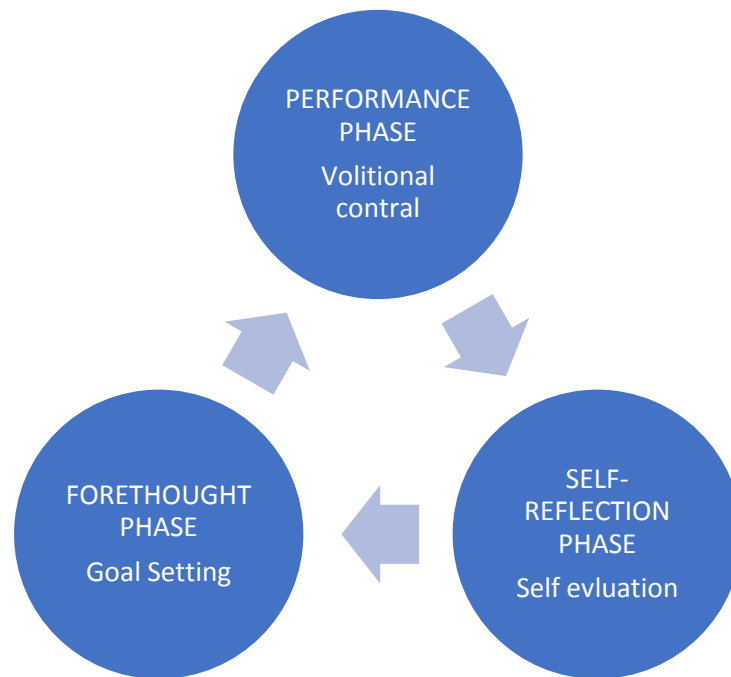 PERFORMANCE
PHASE
Volitional
contral
FORETHOUGHT
PHASE
Goal Setting
SELF-
REFLECTION
PHASE
Self evluation